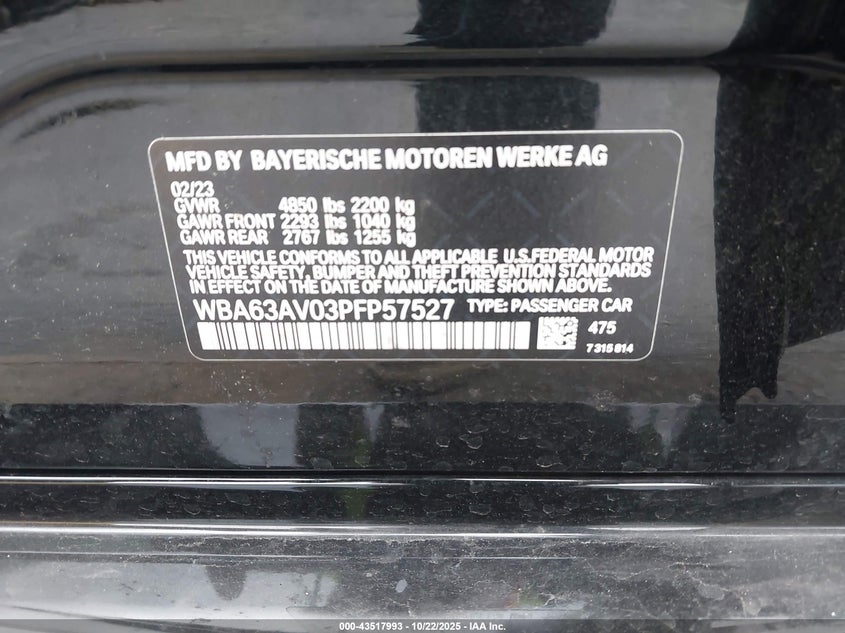 MFD BY BAYERISCHE MOTOREN WERKE AG
02/23
GVWR 4850 lbs 2200 kg
GAWR FRONT 2293 lbs 1040 kg
GAWR REAR 2767 lbs 1255 kg
THIS VEHICLE CONFORMS TO ALL APPLICABLE U.S.FEDERAL MOTOR
VEHICLE SAFETY, BUMPER AND THEFT PREVENTION STANDARDS
IN EFFECT ON THE DATE OF MANUFACTURE SHOWN ABOVE.
WBA63AV03PFP57527 TYPE: PASSENGER CAR
475
7315814
000-43517993 - 10/22/2025 - IAA Inc.